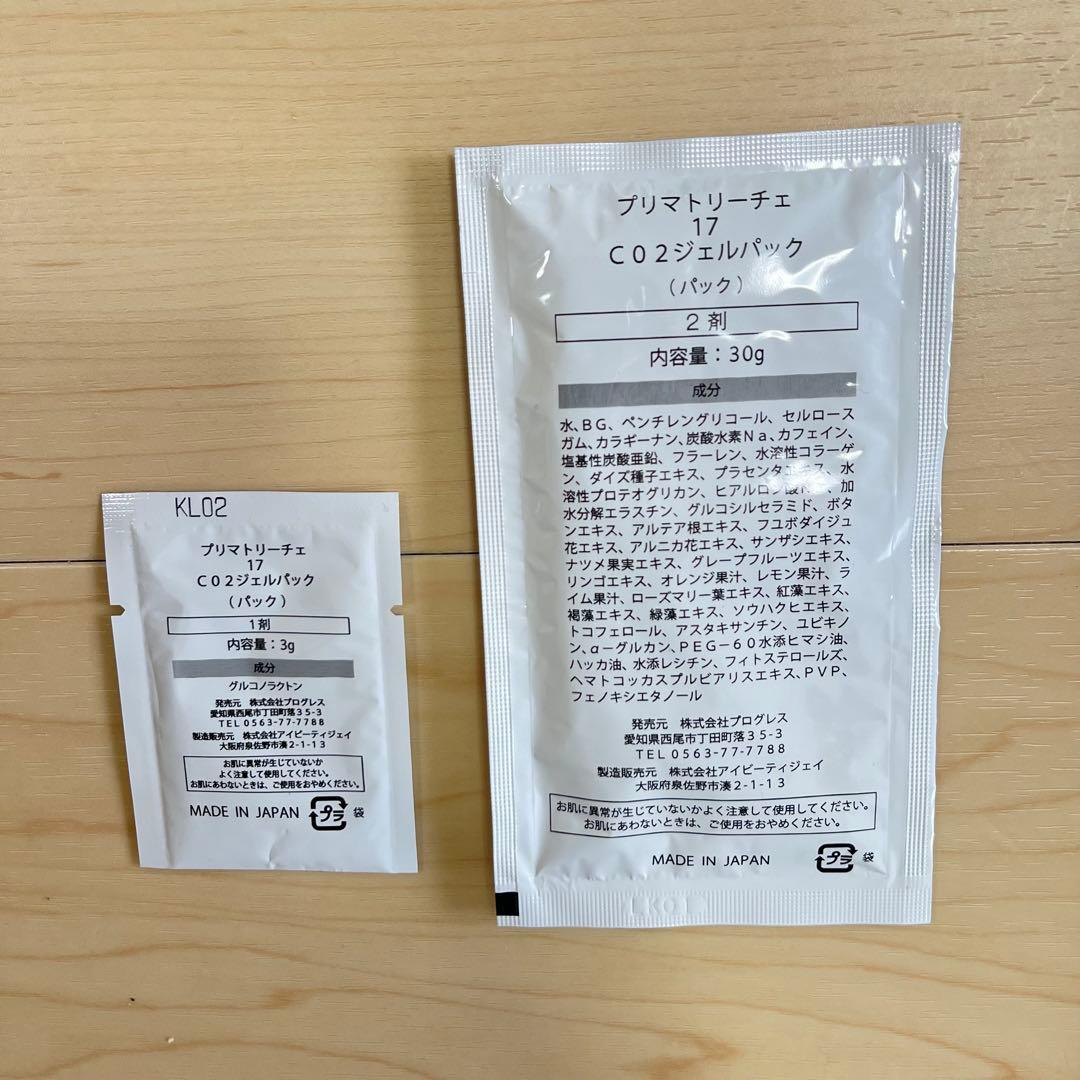 KL02
プリマトリーチェ
17
CO2ジェルパック
(パック)
1剤
内容量:3g
成分
グルコノラクトン
発売元 株式会社プログレス
愛知県西尾市丁田町落35-3
TEL0563-77-7788
製造販売元 株式会社アイビーティジェイ
大阪府泉佐野市湊2-1-13
お肌に異常が生じていないか
よく注意して使用してください。
お肌にあわないときは、ご使用をおやめください。
MADE IN JAPAN プラ 袋
プリマトリーチェ
17
CO2ジェルパック
(パック)
2剤
内容量:30g
成分
水、BG、ペンチレングリコール、セルロース
ガム、カラギーナン、炭酸水素Na、カフェイン、
塩基性炭酸亜鉛、フラーレン、水溶性コラーゲ
ン、ダイズ種子エキス、プラセンタエキス、水
溶性プロテオグリカン、ヒアルロン酸 加
水分解エラスチン、グルコシルセラミド、ボタ
ンエキス、アルテア根エキス、フユボダイジュ
花エキス、アルニカ花エキス、サンザシエキス、
ナツメ果実エキス、グレープフルーツエキス、
リンゴエキス、オレンジ果汁、レモン果汁、ラ
イム果汁、ローズマリー葉エキス、紅藻エキス、
褐藻エキス、緑藻エキス、ソウハクヒエキス、
トコフェロール、アスタキサンチン、ユビキノ
ン、α-グルカン、PEG-60水添ヒマシ油、
ハッカ油、水添レシチン、フィトステロールズ、
ヘマトコッカスプルビアリスエキス、PVP、
フェノキシエタノール
発売元 株式会社プログレス
愛知県西尾市丁田町落35-3
TEL0563-77-7788
製造販売元 株式会社アイビーティジェイ
大阪府泉佐野市湊2-1-13
お肌に異常が生じていないかよく注意して使用してください。
お肌にあわないときは、ご使用をおやめください。
MADE IN JAPAN プラ 袋